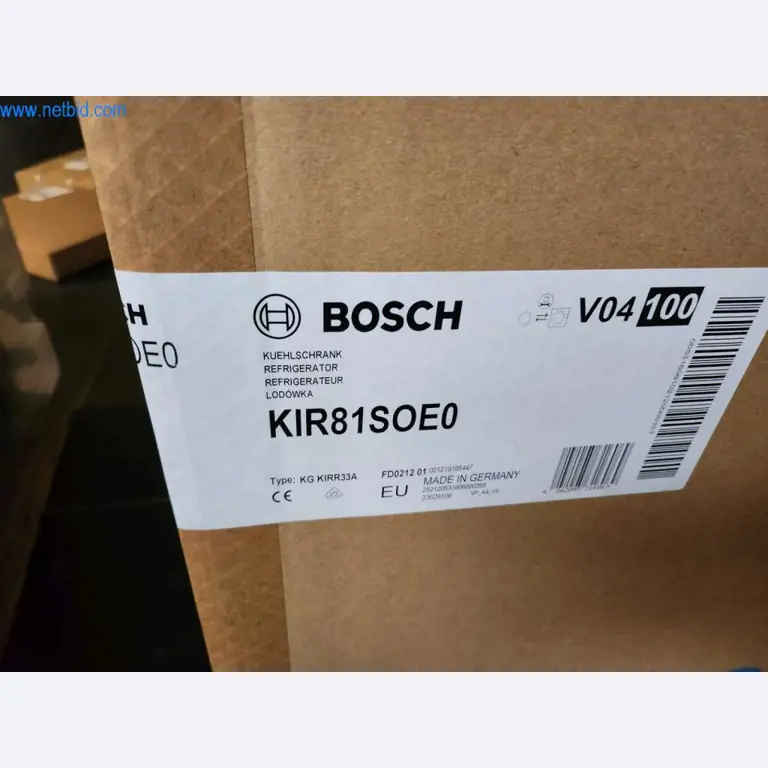 www.netbid.com
H
OE0
BOSCH
V04 100
KUEHLSCHRANK
REFRIGERATOR
REFRIGERATEUR
LODÓWKA
KIR81SOE0
Type: KG KIRR33A
FD0212 01
MADE IN GERMANY
CE
EU